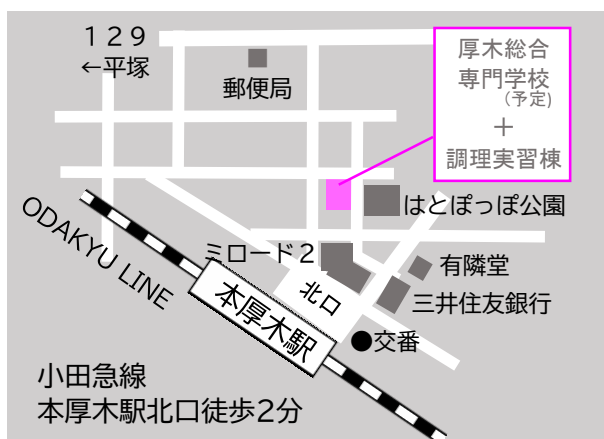 129
←平塚
郵便局
厚木総合
専門学校
(予定)
＋
調理実習棟
はとぽっぽ公園
ODAKYU LINE
ミロード2
有隣堂
北口
三井住友銀行
本厚木駅
●交番
小田急線
本厚木駅北口徒歩2分